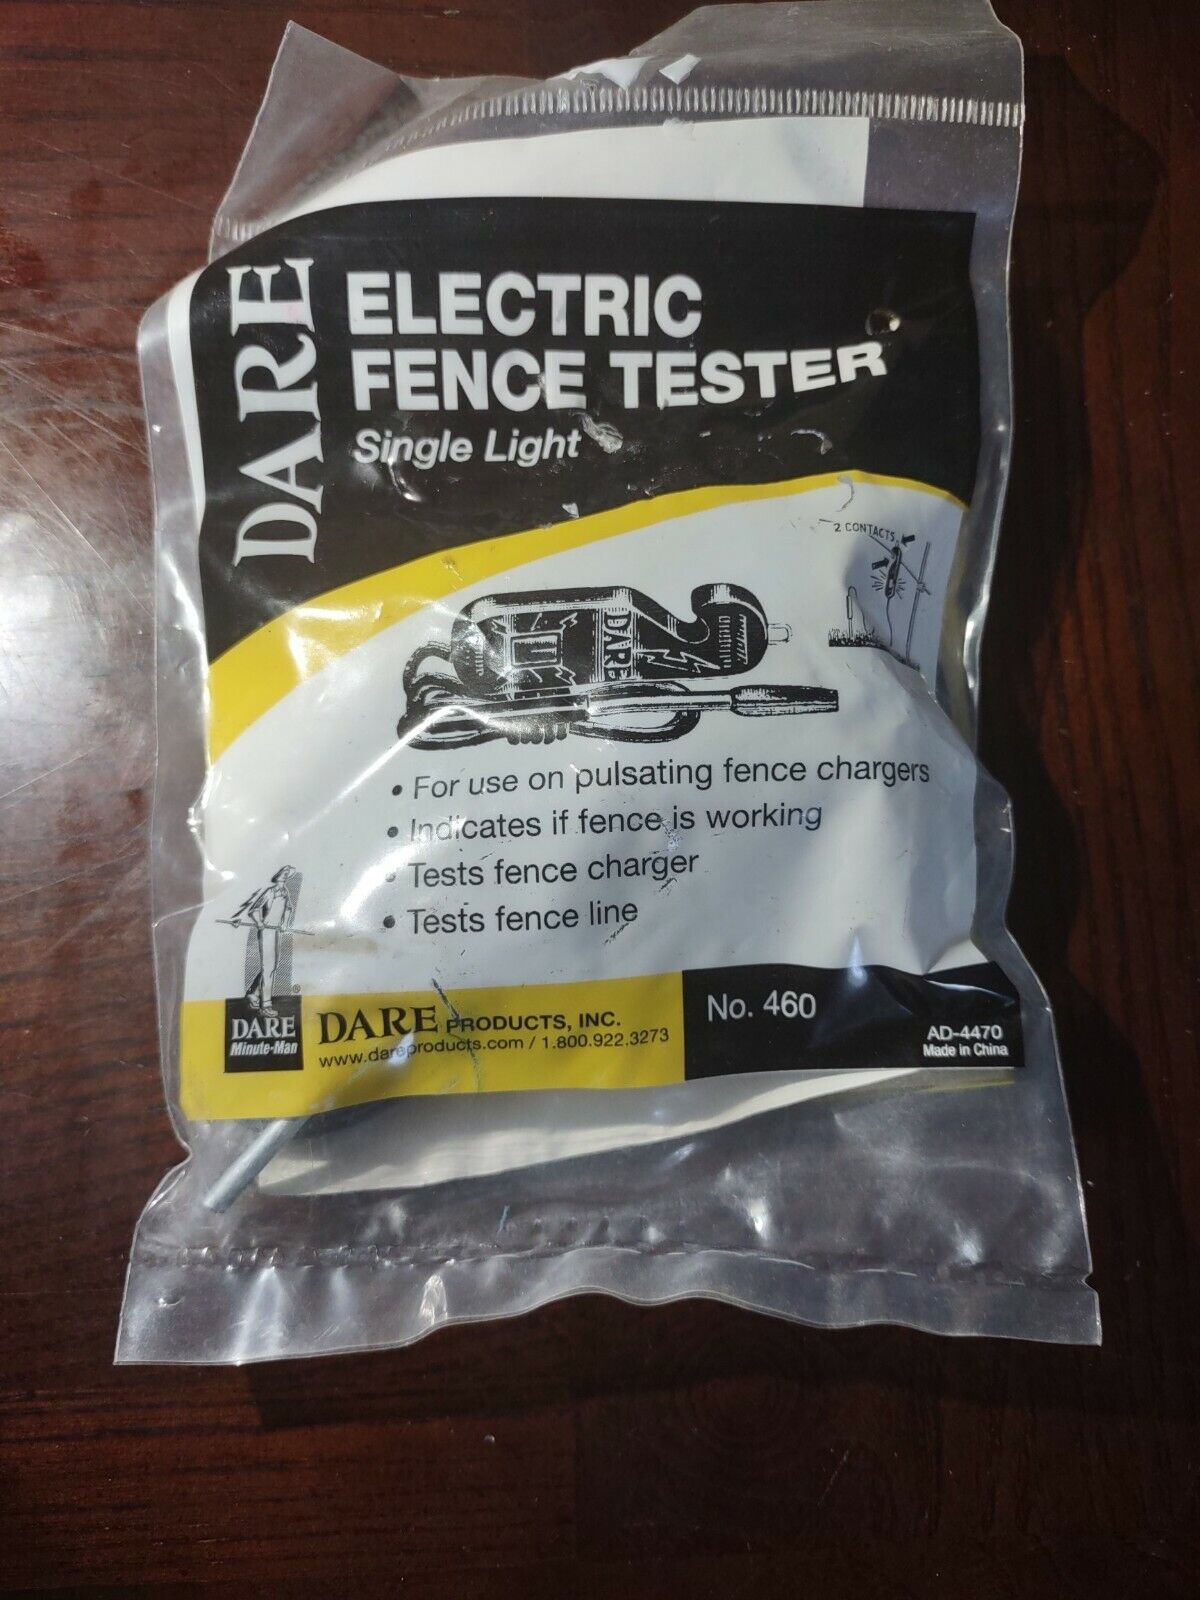 DARE
ELECTRIC
FENCE TESTER
Single Light
2 CONTACTS
DARE
• For use on pulsating fence chargers
• Indicates if fence is working
• Tests fence charger
• Tests fence line
®
DARE
Minute-Man
DARE PRODUCTS, INC.
www.dareproducts.com / 1.800.922.3273
No. 460
AD-4470
Made in China